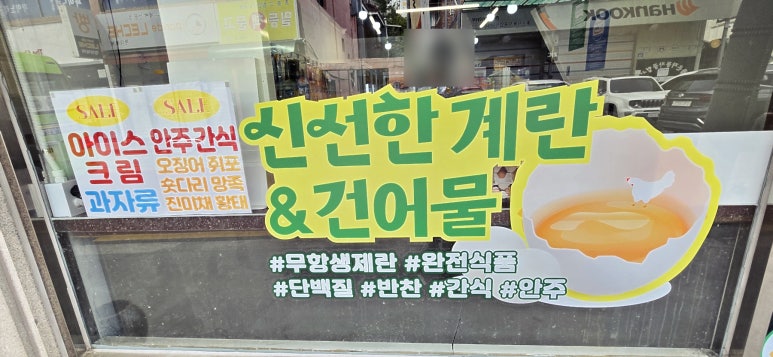 SALE
아이스
크림
과자류
SALE
안주간식
오징어 쥐포
숏다리 망족
진미채 황태
신선한 계란
&건어물
#무항생제란 #완전식품
#단백질 #반찬 #간식 #안주
HANKOOK